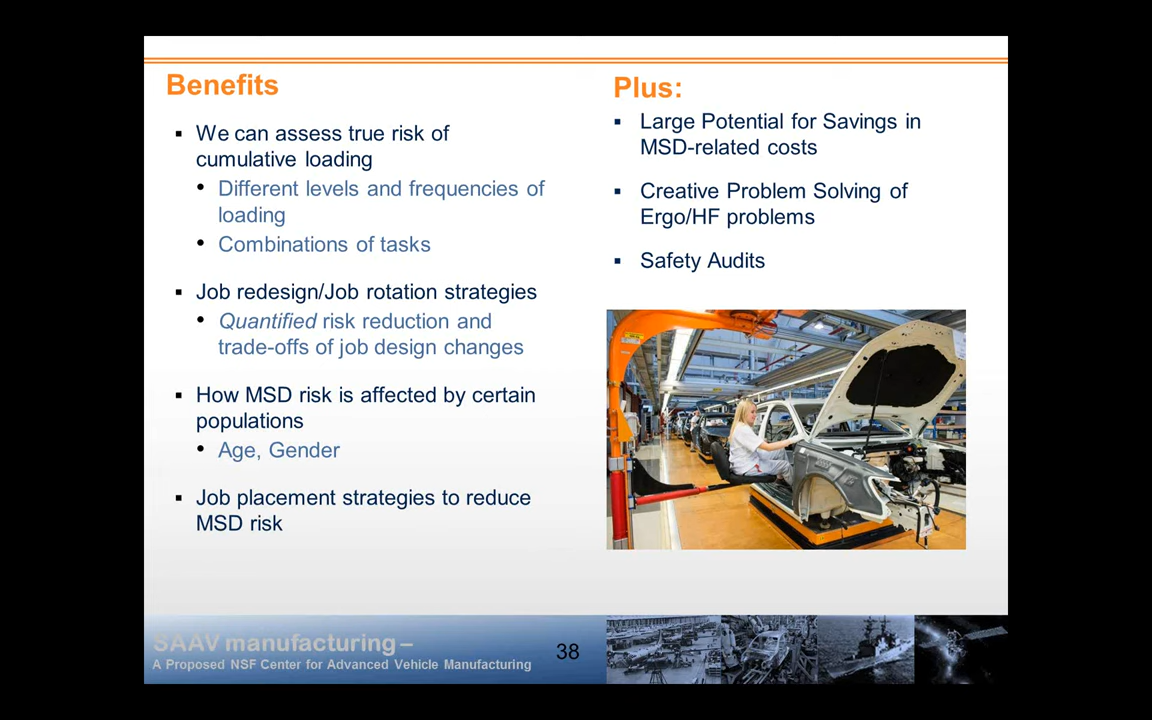 Benefits
▪ We can assess true risk of
cumulative loading
• Different levels and frequencies of
loading
• Combinations of tasks
▪ Job redesign/Job rotation strategies
• Quantified risk reduction and
trade-offs of job design changes
▪ How MSD risk is affected by certain
populations
• Age, Gender
▪ Job placement strategies to reduce
MSD risk
Plus:
▪ Large Potential for Savings in
MSD-related costs
▪ Creative Problem Solving of
Ergo/HF problems
▪ Safety Audits
SAAV manufacturing –
A Proposed NSF Center for Advanced Vehicle Manufacturing
38